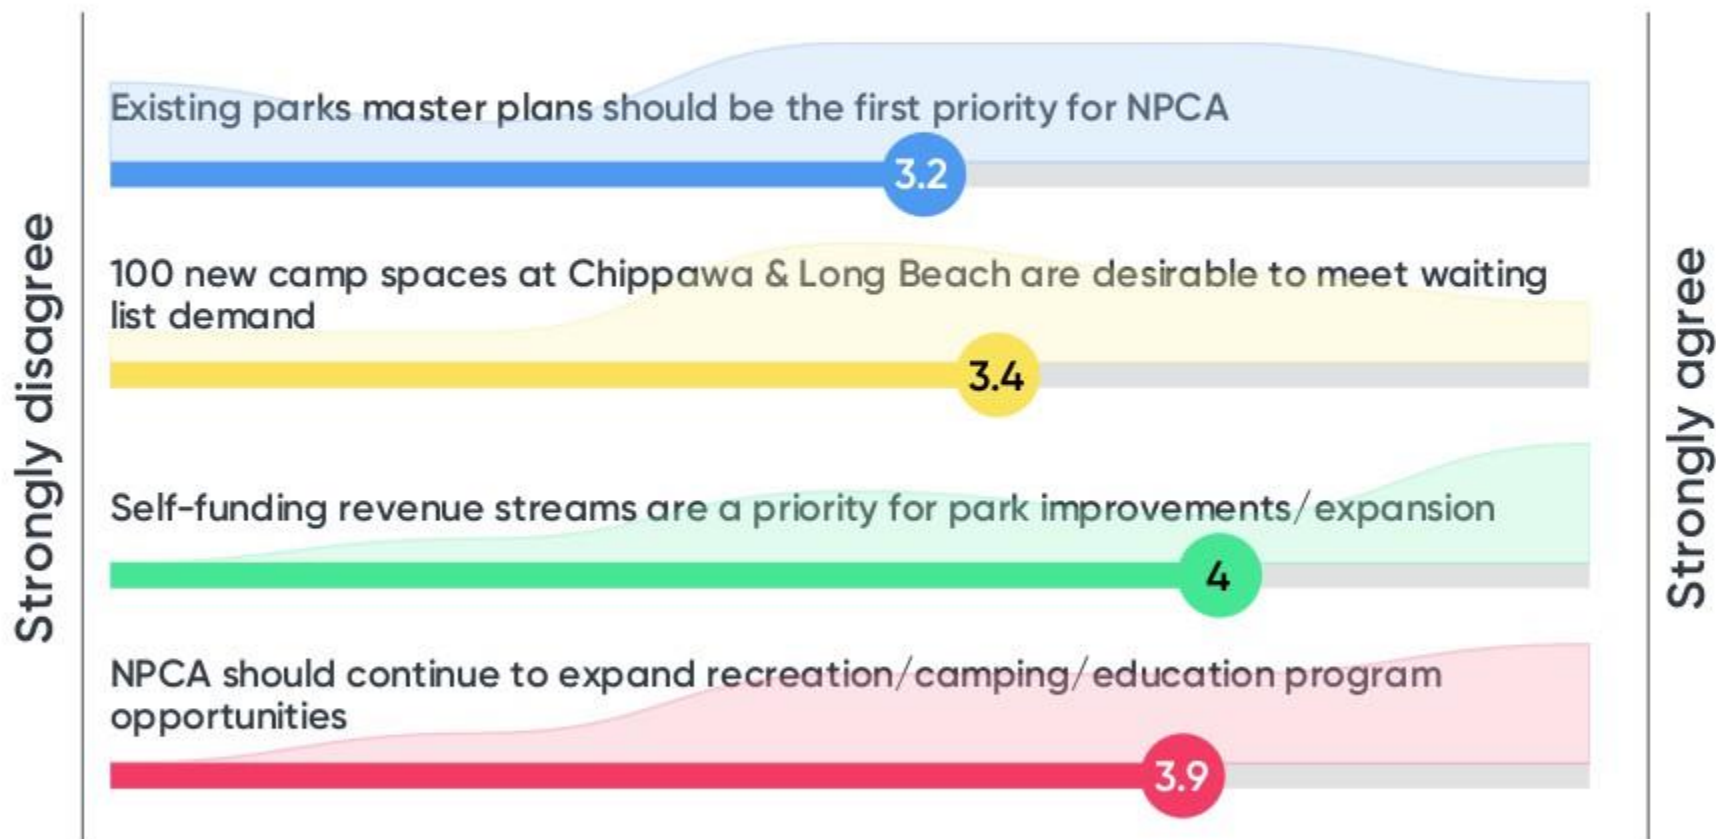 Strongly disagree
Existing parks master plans should be the first priority for NPCA
3.2
100 new camp spaces at Chippawa & Long Beach are desirable to meet waiting
list demand
3.4
Self-funding revenue streams are a priority for park improvements/expansion
4
NPCA should continue to expand recreation/camping/education program
opportunities
3.9
Strongly agree